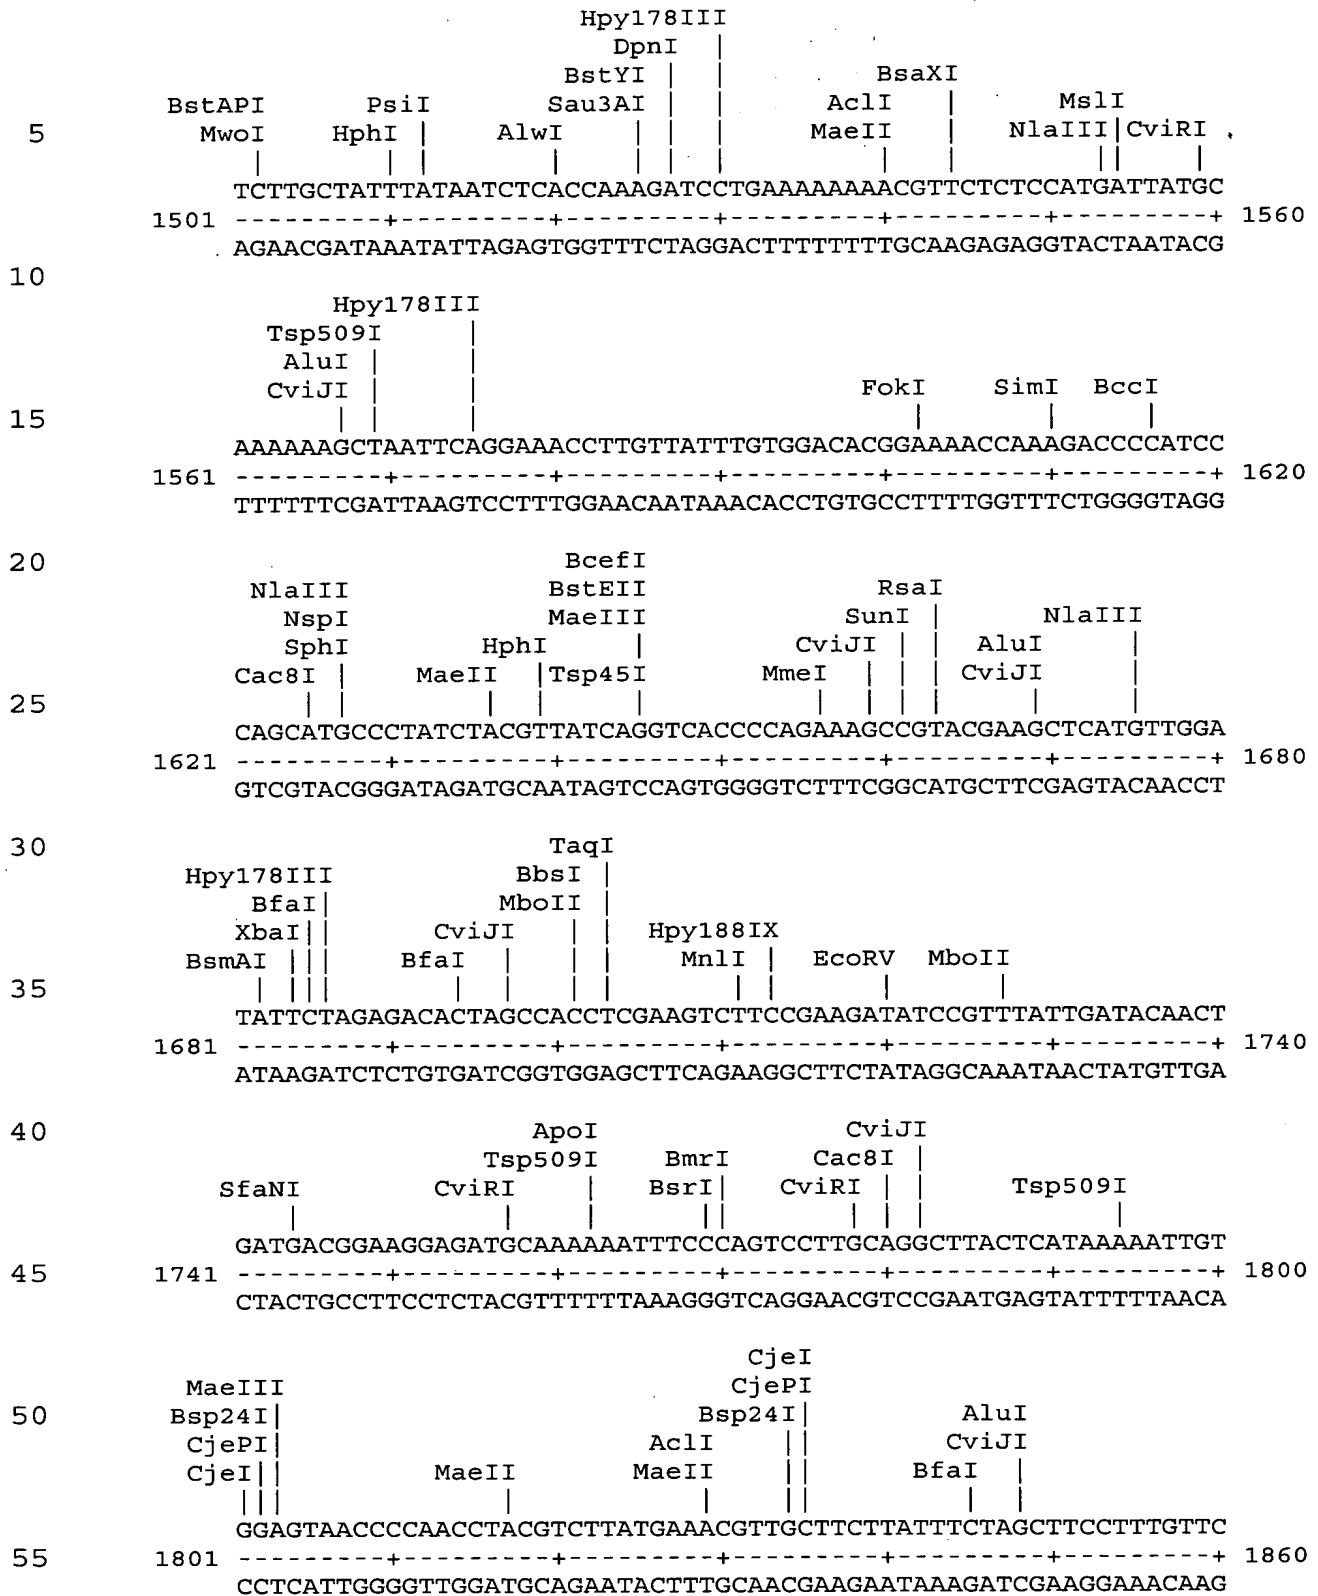 Hpy178III
DpnI |
BstYI | | BsaXI
BstAPI PsiI Sau3AI | | AclI | MslI
5 MwoI HphI | AlwI | | | MaeII | NlaIII|CviRI
| | | | | | | | | || |
TCTTGCTATTTATAATCTCACCAAAGATCCTGAAAAAAAACGTTCTCTCCATGATTATGC
1501 ---------+---------+---------+---------+---------+---------+ 1560
AGAACGATAAATATTAGAGTGGTTTCTAGGACTTTTTTTTGCAAGAGAGGTACTAATACG
10
Hpy178III
Tsp509I |
AluI | |
CviJI | | FokI SimI BccI
15 | | | | | |
AAAAAAGCTAATTCAGGAAACCTTGTTATTTGTGGACACGGAAAACCAAAGACCCCATCC
1561 ---------+---------+---------+---------+---------+---------+ 1620
TTTTTTCGATTAAGTCCTTTGGAACAATAAACACCTGTGCCTTTTGGTTTCTGGGGTAGG
20 BcefI
NlaIII BstEII RsaI
NspI MaeIII SunI | NlaIII
SphI HphI | CviJI | | AluI |
Cac8I | MaeII |Tsp45I MmeI | | | CviJI |
25 | | | | | | | | | | |
CAGCATGCCCTATCTACGTTATCAGGTCACCCCAGAAAGCCGTACGAAGCTCATGTTGGA
1621 ---------+---------+---------+---------+---------+---------+ 1680
GTCGTACGGGATAGATGCAATAGTCCAGTGGGGTCTTTCGGCATGCTTCGAGTACAACCT
30 TaqI
Hpy178III BbsI |
BfaI| MboII |
XbaI|| CviJI | | Hpy188IX
BsmAI ||| BfaI | | | MnlI | EcoRV MboII
35 | ||| | | | | | | | |
TATTCTAGAGACACTAGCCACCTCGAAGTCTTCCGAAGATATCCGTTTATTGATACAACT
1681 ---------+---------+---------+---------+---------+---------+ 1740
ATAAGATCTCTGTGATCGGTGGAGCTTCAGAAGGCTTCTATAGGCAAATAACTATGTTGA
40 ApoI CviJI
Tsp509I BmrI Cac8I |
SfaNI CviRI | BsrI| CviRI | | Tsp509I
| | | || | | | |
GATGACGGAAGGAGATGCAAAAAATTTCCCAGTCCTTGCAGGCTTACTCATAAAAATTGT
45 1741 ---------+---------+---------+---------+---------+---------+ 1800
CTACTGCCTTCCTCTACGTTTTTTAAAGGGTCAGGAACGTCCGAATGAGTATTTTTAACA
CjeI
MaeIII CjePI
50 Bsp24I| Bsp24I| AluI
CjePI| AclI || CviJI
CjeI|| MaeII MaeII || BfaI |
||| | | || | |
GGAGTAACCCCAACCTACGTCTTATGAAACGTTGCTTCTTATTTCTAGCTTCCTTTGTTC
55 1801 ---------+---------+---------+---------+---------+---------+ 1860
CCTCATTGGGGTTGGATGCAGAATACTTTGCAACGAAGAATAAAGATCGAAGGAAACAAG